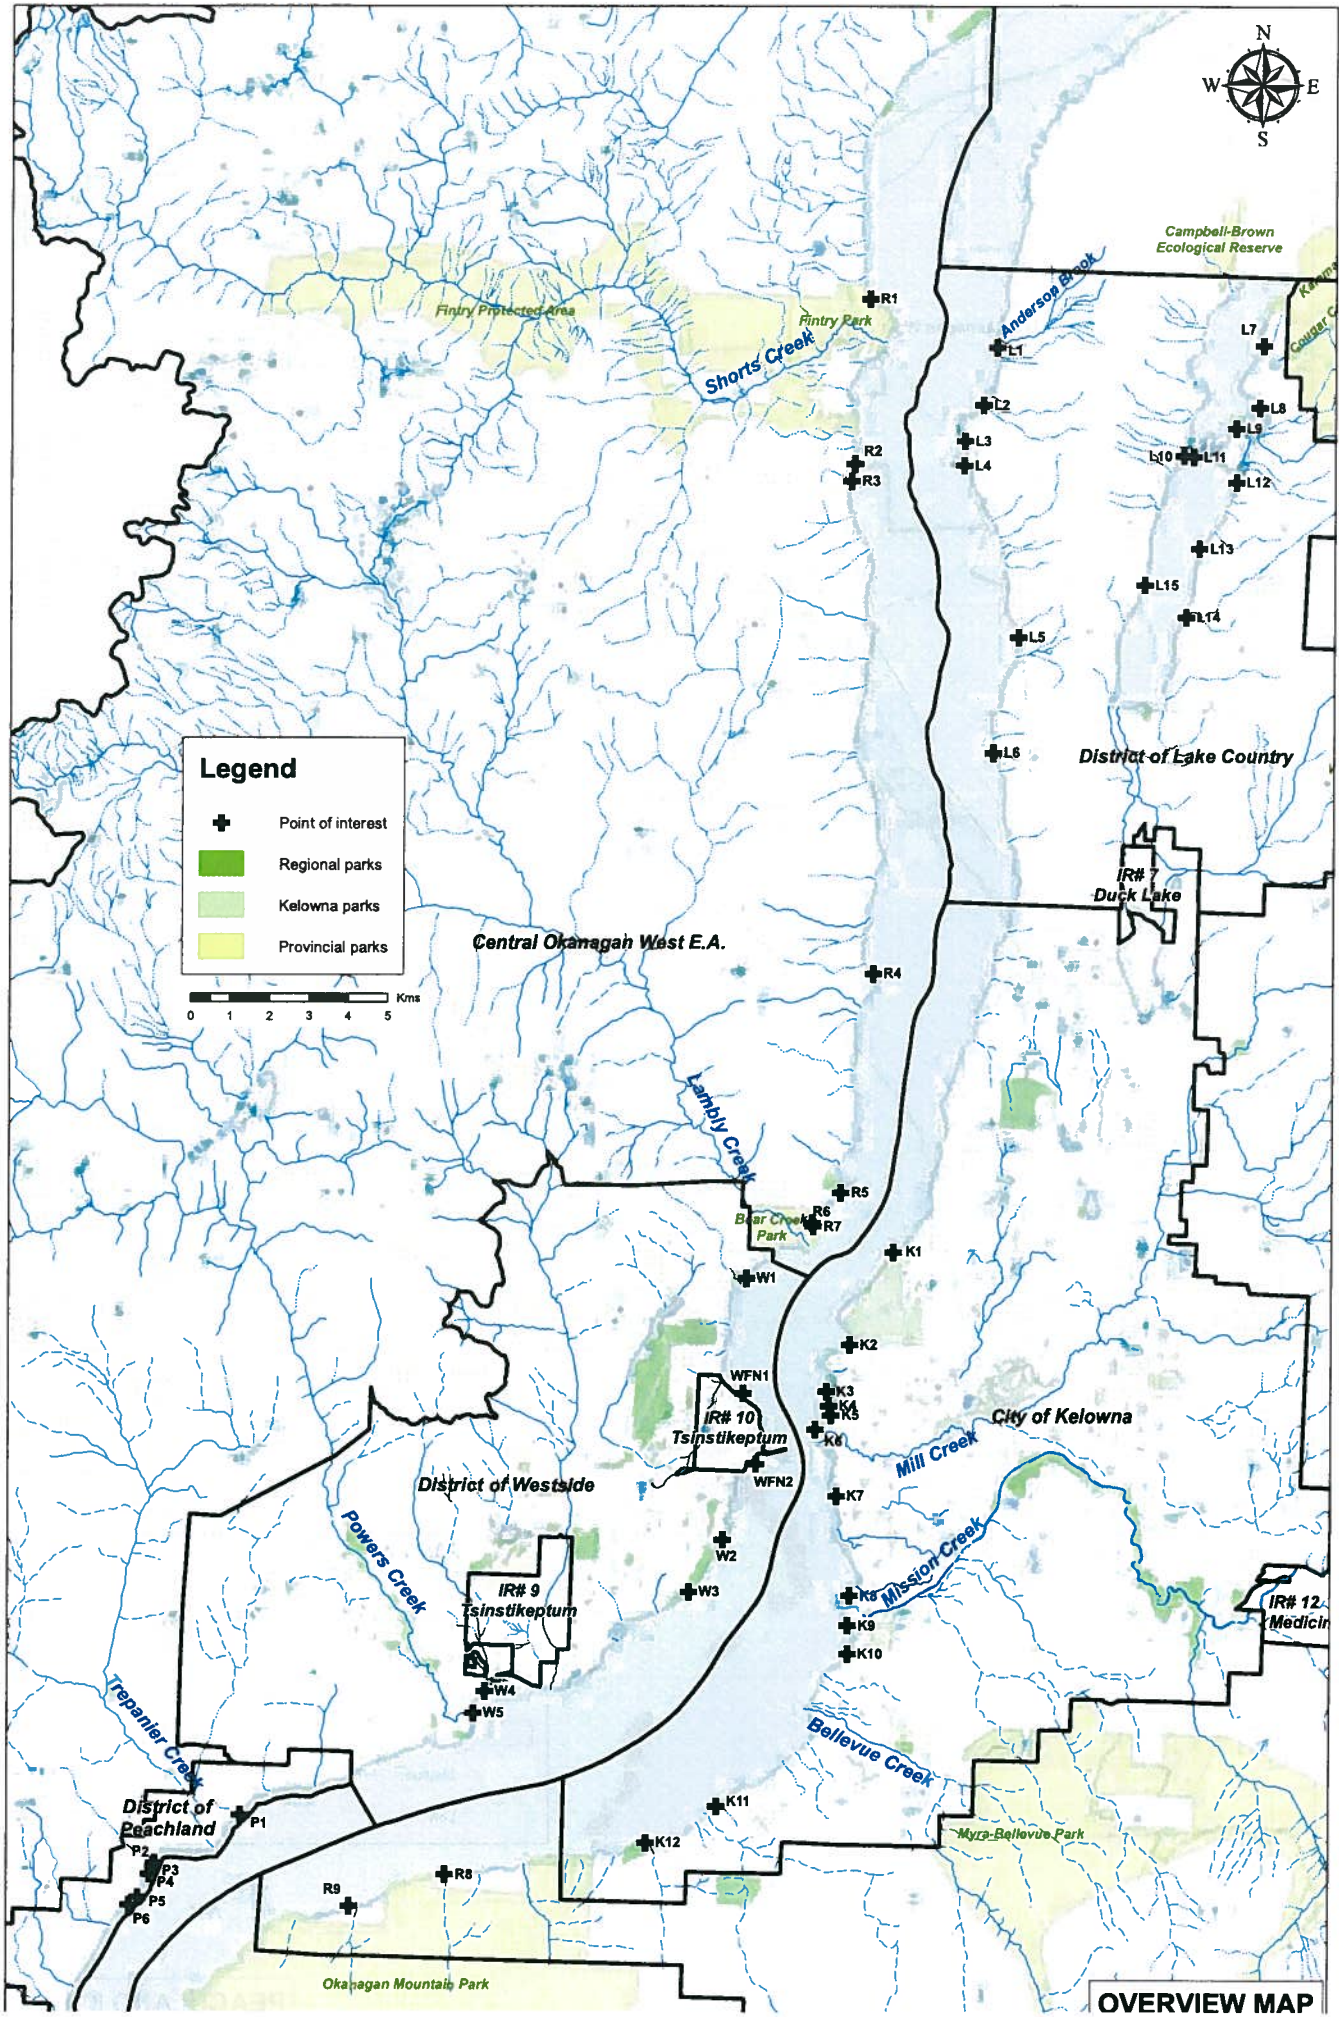 N
W E
S
Campbell-Brown
Ecological Reserve
Anderson Brook
Cougar
Fintry Protected Area
Fintry Park
Shorts Creek
R1
L1
L7
L2
L8
L3
L9
R2
L4
L10
L11
R3
L12
L13
L15
L14
L5
L6
District of Lake Country
Legend
Point of interest
Regional parks
Kelowna parks
Provincial parks
Kms
0 1 2 3 4 5
IR# 7
Duck Lake
Central Okanagan West E.A.
R4
Lambly Creek
R5
R6
R7
Bear Creek
Park
K1
W1
K2
WFN1
K3
K4
K5
IR# 10
Tsinstikeptum
City of Kelowna
K6
Mill Creek
WFN2
District of Westside
K7
Powers Creek
W2
Mission Creek
IR# 9
Tsinstikeptum
W3
K8
IR# 12
Medicin
K9
K10
W4
W5
Trepanier Creek
Bellevue Creek
District of
Peachland
P1
K11
Myra-Bellevue Park
K12
P2
P3
P4
R8
R9
P5
P6
Okanagan Mountain Park
OVERVIEW MAP